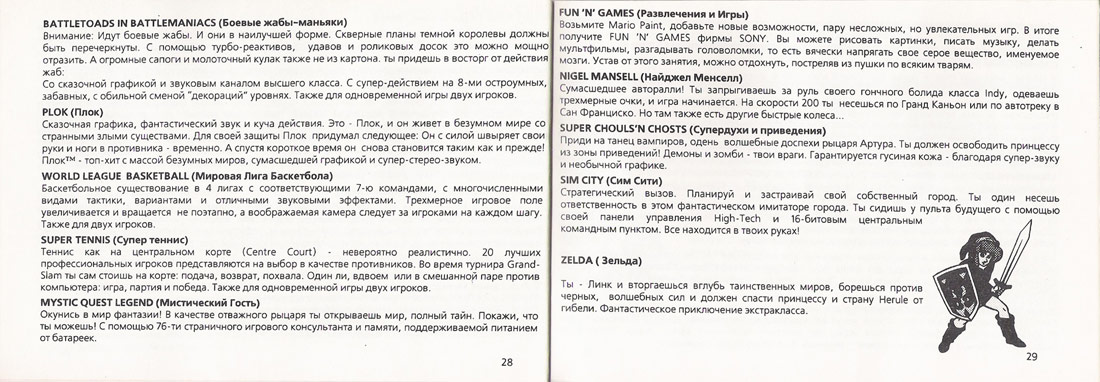 BATTLETOADS IN BATTLEMANIACS (Боевые жабы-маньяки)
Внимание: Идут боевые жабы. И они в наилучшей форме. Скверные планы темной королевы должны
быть перечеркнуты. С помощью турбо-реактивов, удавов и роликовых досок это можно мощно
отразить. А огромные сапоги и молоточный кулак также не из картона. ты придешь в восторг от действия
жаб:
Со сказочной графикой и звуковым каналом высшего класса. С супер-действием на 8-ми остроумных,
забавных, с обильной сменой "декораций" уровнях. Также для одновременной игры двух игроков.
PLOK (Плок)
Сказочная графика, фантастический звук и куча действия. Это - Плок, и он живет в безумном мире со
странными злыми существами. Для своей защиты Плок придумал следующее: Он с силой швыряет свои
руки и ноги в противника - временно. А спустя короткое время он снова становится таким как и прежде!
Плок™ - топ-хит с массой безумных миров, сумасшедшей графикой и супер-стерео-звуком.
WORLD LEAGUE BASKETBALL (Мировая Лига Баскетбола)
Баскетбольное существование в 4 лигах с соответствующими 7-ю командами, с многочисленными
видами тактики, вариантами и отличными звуковыми эффектами. Трехмерное игровое поле
увеличивается и вращается не поэтапно, а воображаемая камера следует за игроками на каждом шагу.
Также для двух игроков.
SUPER TENNIS (Супер теннис)
Теннис как на центральном корте (Centre Court) - невероятно реалистично. 20 лучших
профессиональных игроков представляются на выбор в качестве противников. Во время турнира Grand-
Slam ты сам стоишь на корте: подача, возврат, похвала. Один ли, вдвоем или в смешанной паре против
компьютера: игра, партия и победа. Также для одновременной игры двух игроков.
MYSTIC QUEST LEGEND (Мистический Гость)
Окунись в мир фантазии! В качестве отважного рыцаря ты открываешь мир, полный тайн. Покажи, что
ты можешь! С помощью 76-ти страничного игрового консультанта и памяти, поддерживаемой питанием
от батареек.
28
FUN 'N' GAMES (Развлечения и Игры)
Возьмите Mario Paint, добавьте новые возможности, пару несложных, но увлекательных игр. В итоге
получите FUN 'N' GAMES фирмы SONY. Вы можете рисовать картинки, писать музыку, делать
мультфильмы, разгадывать головоломки, то есть вячески напрягать свое серое вещество, именуемое
мозги. Устав от этого занятия, можно отдохнуть, постреляв из пушки по всяким тварям.
NIGEL MANSELL (Найджел Менселл)
Сумасшедшее авторалли! Ты запрыгиваешь за руль своего гончного болида класса Indy, одеваешь
трехмерные очки, и игра начинается. На скорости 200 ты несешься по Гранд Каньон или по автотреку в
Сан Франциско. Но там также есть другие быстрые колеса...
SUPER CHOULS'N CHOSTS (Супердухи и приведения)
Приди на танец вампиров, одень волшебные доспехи рыцаря Артура. Ты должен освободить принцессу
из зоны приведений! Демоны и зомби - твои враги. Гарантируется гусиная кожа - благодаря супер-звуку
и необычной графике.
SIM CITY (Сим Сити)
Стратегический вызов. Планируй и застраивай свой собственный город. Ты один несешь
ответственность в этом фантастическом имитаторе города. Ты сидишь у пульта будущего с помощью
своей панели управления High-Tech и 16-битовым центральным
командным пунктом. Все находится в твоих руках!
ZELDA ( Зельда)
Ты - Линк и вторгаешься вглубь таинственных миров, борешься против
черных, волшебных сил и должен спасти принцессу и страну Herule от
гибели. Фантастическое приключение экстракласса.
29